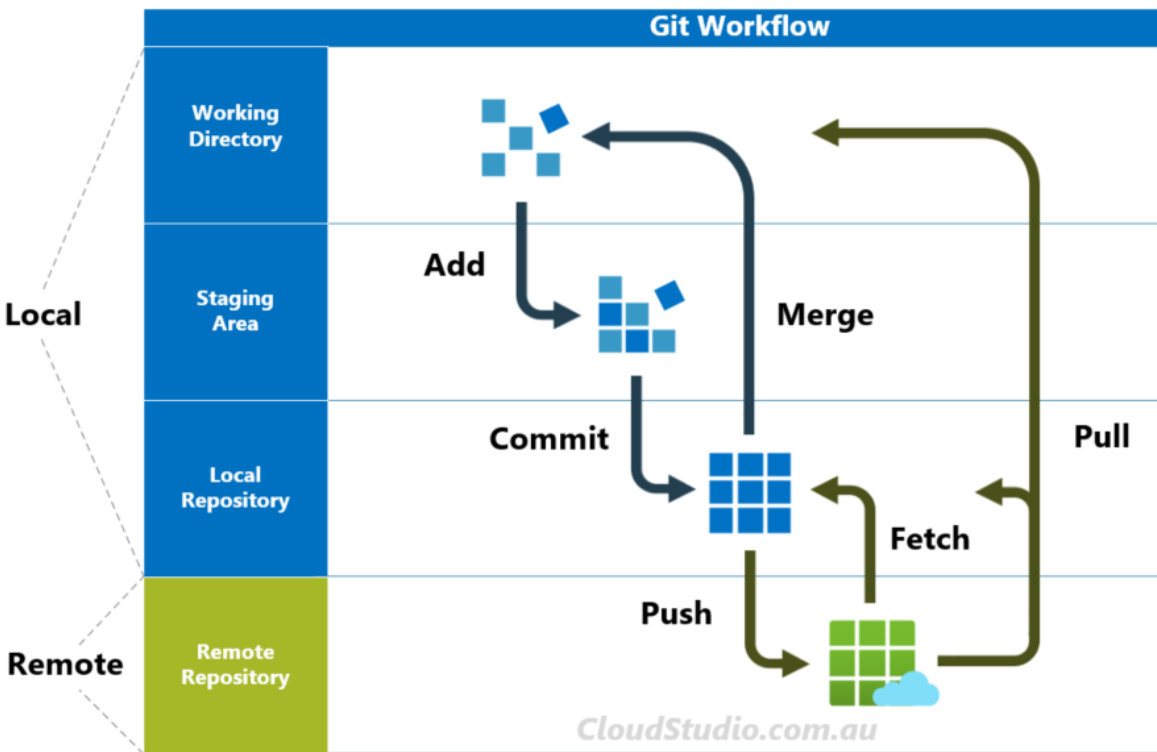 Git Workflow
Working
Directory
Add
Staging
Area
Local
Merge
Commit
Pull
Local
Repository
Fetch
Push
Remote
Remote
Repository
CloudStudio.com.au